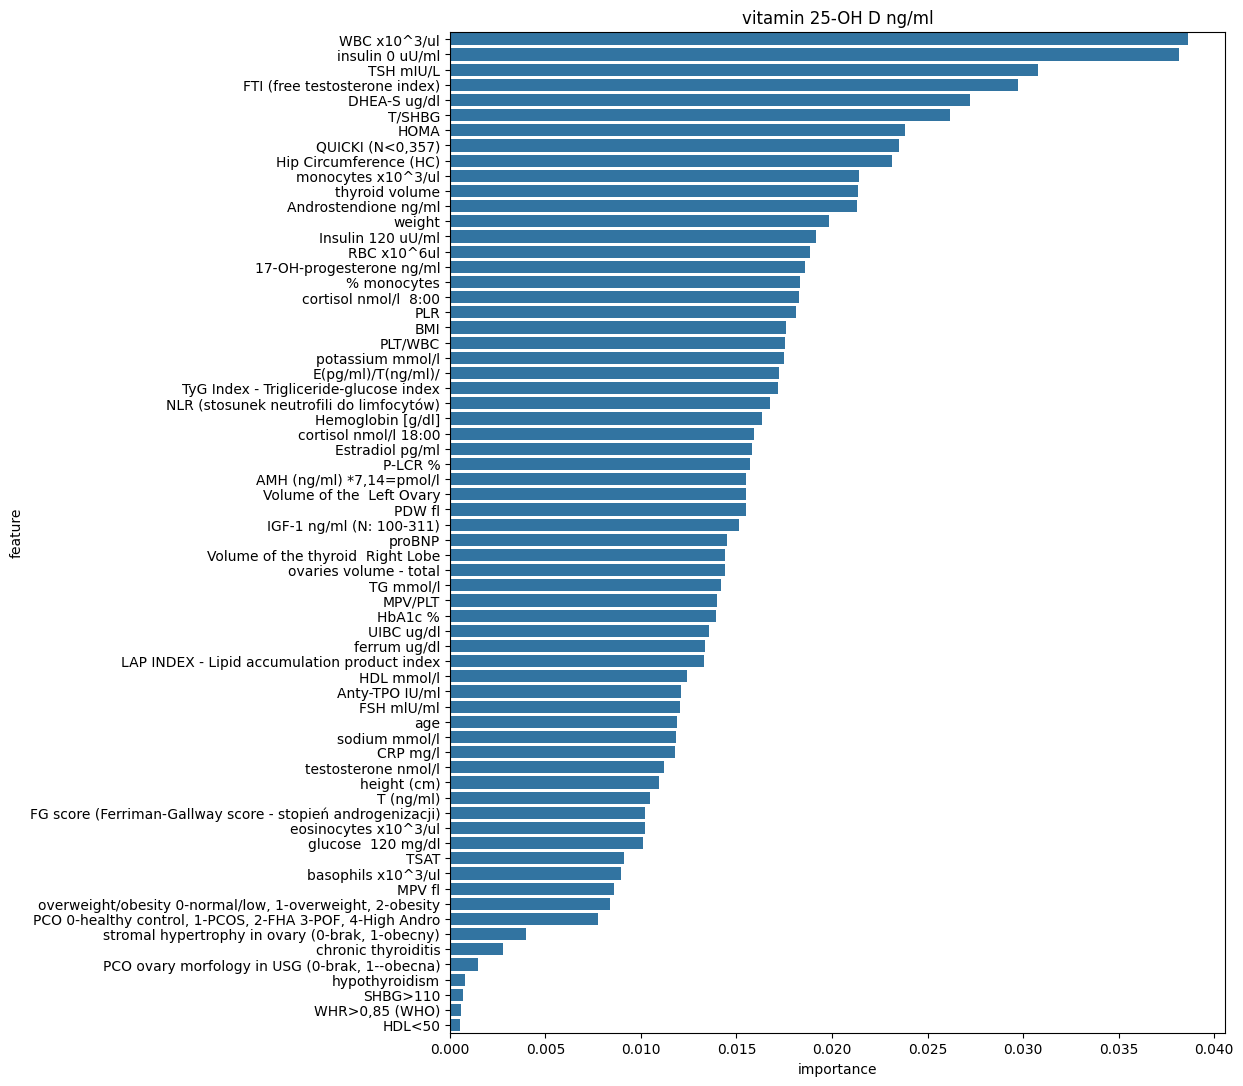 vitamin 25-OH D ng/ml
WBC x10^3/ul
insulin 0 uU/ml
TSH mIU/L
FTI (free testosterone index)
DHEA-S ug/dl
T/SHBG
HOMA
QUICKI (N<0,357)
Hip Circumference (HC)
monocytes x10^3/ul
thyroid volume
Androstendione ng/ml
weight
Insulin 120 uU/ml
RBC x10^6ul
17-OH-progesterone ng/ml
% monocytes
cortisol nmol/l  8:00
PLR
BMI
PLT/WBC
potassium mmol/l
E(pg/ml)/T(ng/ml)/
TyG Index - Trigliceride-glucose index
NLR (stosunek neutrofili do limfocytów)
Hemoglobin [g/dl]
cortisol nmol/l 18:00
Estradiol pg/ml
P-LCR %
AMH (ng/ml) *7,14=pmol/l
Volume of the  Left Ovary
PDW fl
IGF-1 ng/ml (N: 100-311)
proBNP
Volume of the thyroid  Right Lobe
ovaries volume - total
TG mmol/l
MPV/PLT
HbA1c %
UIBC ug/dl
ferrum ug/dl
LAP INDEX - Lipid accumulation product index
HDL mmol/l
Anty-TPO IU/ml
FSH mlU/ml
age
sodium mmol/l
CRP mg/l
testosterone nmol/l
height (cm)
T (ng/ml)
FG score (Ferriman-Gallway score - stopień androgenizacji)
eosinocytes x10^3/ul
glucose  120 mg/dl
TSAT
basophils x10^3/ul
MPV fl
overweight/obesity 0-normal/low, 1-overweight, 2-obesity
PCO 0-healthy control, 1-PCOS, 2-FHA 3-POF, 4-High Andro
stromal hypertrophy in ovary (0-brak, 1-obecny)
chronic thyroiditis
PCO ovary morfology in USG (0-brak, 1--obecna)
hypothyroidism
SHBG>110
WHR>0,85 (WHO)
HDL<50
feature
0.000 0.005 0.010 0.015 0.020 0.025 0.030 0.035 0.040
importance